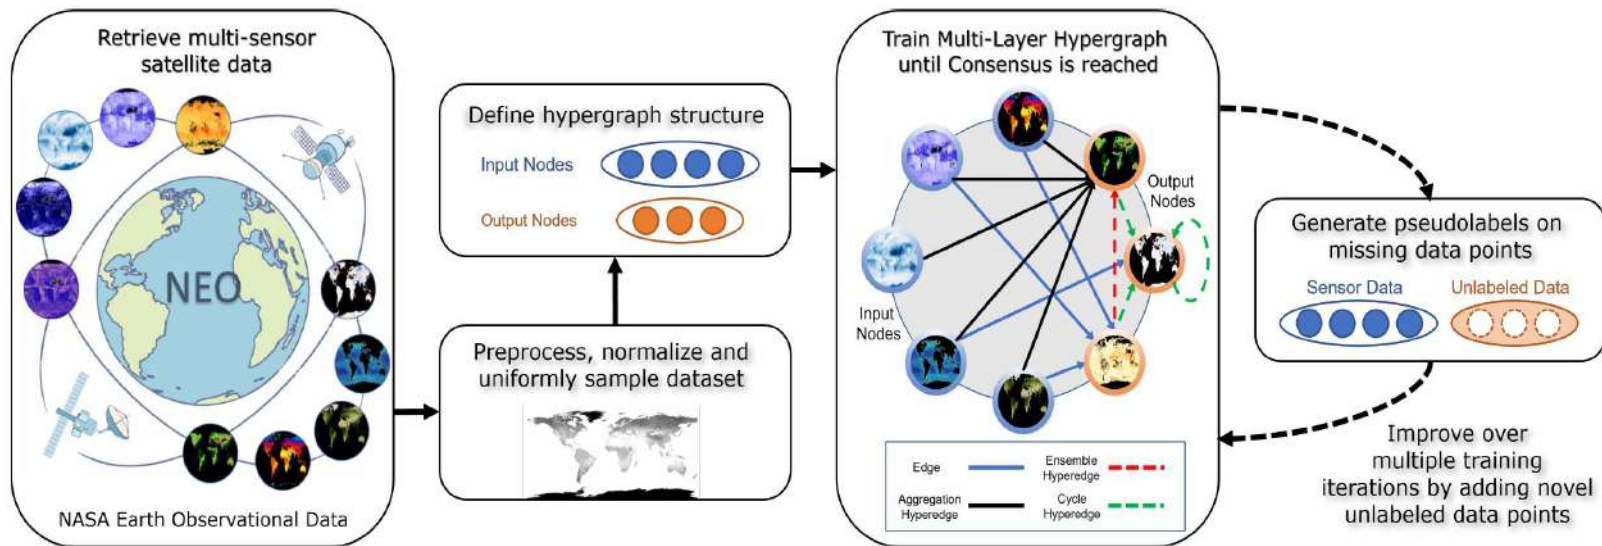 Retrieve multi-sensor
satellite data
NEO
NASA Earth Observational Data
Preprocess, normalize and
uniformly sample dataset
Define hypergraph structure
Input Nodes
Output Nodes
Train Multi-Layer Hypergraph
until Consensus is reached
Output
Nodes
Input
Nodes
Edge
Ensemble
Hyperedge
Aggregation
Hyperedge
Cycle
Hyperedge
Generate pseudolabels on
missing data points
Sensor Data
Unlabeled Data
Improve over
multiple training
iterations by adding novel
unlabeled data points